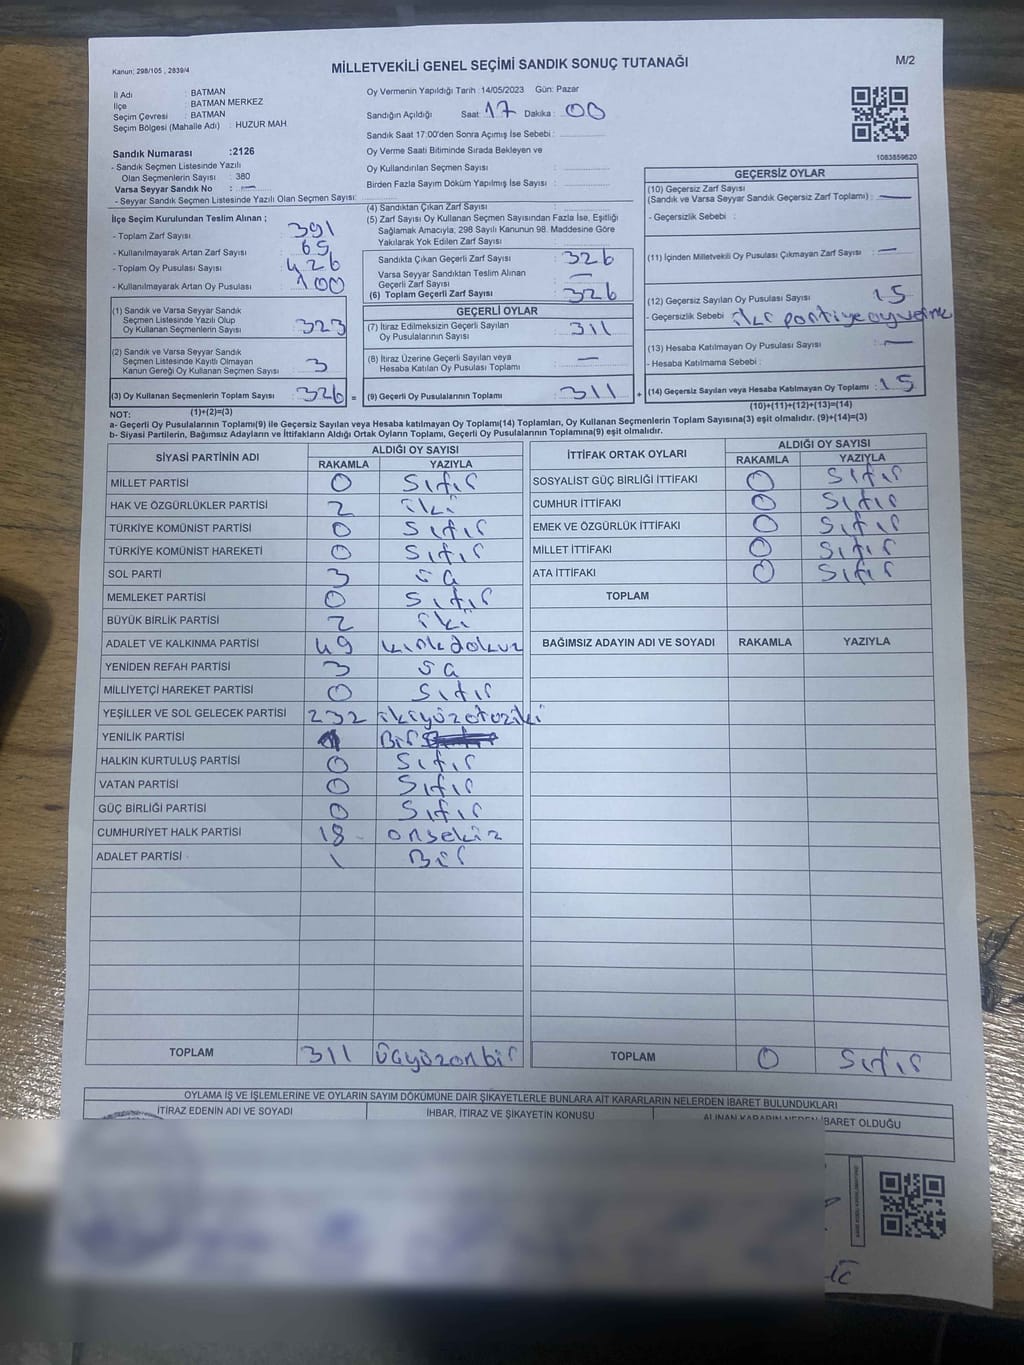 Kanun: 298/105 , 2839/4
MİLLETVEKİLİ GENEL SEÇİMİ SANDIK SONUÇ TUTANAĞI
M/2
İl Adı : BATMAN
İlçe : BATMAN MERKEZ
Seçim Çevresi : BATMAN
Seçim Bölgesi (Mahalle Adı) : HUZUR MAH
Sandık Numarası :2126
- Sandık Seçmen Listesinde Yazılı
Olan Seçmenlerin Sayısı : 380
Varsa Seyyar Sandık No : —
- Seyyar Sandık Seçmen Listesinde Yazılı Olan Seçmen Sayısı:
Oy Vermenin Yapıldığı Tarih :14/05/2023 Gün: Pazar
Sandığın Açıldığı Saat : 17 Dakika : 00
Sandık Saat 17:00'den Sonra Açımış İse Sebebi :
Oy Verme Saati Bitiminde Sırada Bekleyen ve
Oy Kullandırılan Seçmen Sayısı :
Birden Fazla Sayım Döküm Yapılmış İse Sayısı :
1083859620
İlçe Seçim Kurulundan Teslim Alınan ;
- Toplam Zarf Sayısı : 391
- Kullanılmayarak Artan Zarf Sayısı : 65
- Toplam Oy Pusulası Sayısı : 426
- Kullanılmayarak Artan Oy Pusulası : 100
(1) Sandık ve Varsa Seyyar Sandık
Seçmen Listesinde Yazılı Olup
Oy Kullanan Seçmenlerin Sayısı : 323
(2) Sandık ve Varsa Seyyar Sandık
Seçmen Listesinde Kayıtlı Olmayan
Kanun Gereği Oy Kullanan Seçmen Sayısı : 3
(3) Oy Kullanan Seçmenlerin Toplam Sayısı : 326 =
(1)+(2)=(3)
(4) Sandıktan Çıkan Zarf Sayısı :
(5) Zarf Sayısı Oy Kullanan Seçmen Sayısından Fazla İse, Eşitliği
Sağlamak Amacıyla, 298 Sayılı Kanunun 98. Maddesine Göre
Yakılarak Yok Edilen Zarf Sayısı :
Sandıkta Çıkan Geçerli Zarf Sayısı : 326
Varsa Seyyar Sandıktan Teslim Alınan
Geçerli Zarf Sayısı : —
(6) Toplam Geçerli Zarf Sayısı : 326
GEÇERLİ OYLAR
(7) İtiraz Edilmeksizin Geçerli Sayılan
Oy Pusulalarının Sayısı : 311
(8) İtiraz Üzerine Geçerli Sayılan veya
Hesaba Katılan Oy Pusulası Toplamı : —
(9) Geçerli Oy Pusulalarının Toplamı : 311 +
GEÇERSİZ OYLAR
(10) Geçersiz Zarf Sayısı
(Sandık ve Varsa Seyyar Sandık Geçersiz Zarf Toplamı) : —
- Geçersizlik Sebebi :
(11) İçinden Milletvekili Oy Pusulası Çıkmayan Zarf Sayısı : —
(12) Geçersiz Sayılan Oy Pusulası Sayısı : 15
- Geçersizlik Sebebi : iki partiye oy
(13) Hesaba Katılmayan Oy Pusulası Sayısı : —
- Hesaba Katılmama Sebebi :
(14) Geçersiz Sayılan veya Hesaba Katılmayan Oy Toplamı : 15
(10)+(11)+(12)+(13)=(14)
NOT:
a- Geçerli Oy Pusulalarının Toplamı(9) ile Geçersiz Sayılan veya Hesaba katılmayan Oy Toplamı(14) Toplamları, Oy Kullanan Seçmenlerin Toplam Sayısına(3) eşit olmalıdır. (9)+(14)=(3)
b- Siyasi Partilerin, Bağımsız Adayların ve İttifakların Aldığı Ortak Oyların Toplamı, Geçerli Oy Pusulalarının Toplamına(9) eşit olmalıdır.
SİYASİ PARTİNİN ADI ALDIĞI OY SAYISI
RAKAMLA YAZIYLA
MİLLET PARTİSİ 0 Sıfır
HAK VE ÖZGÜRLÜKLER PARTİSİ 2 iki
TÜRKİYE KOMÜNİST PARTİSİ 0 Sıfır
TÜRKİYE KOMÜNİST HAREKETİ 0 Sıfır
SOL PARTİ 3 üç
MEMLEKET PARTİSİ 0 Sıfır
BÜYÜK BİRLİK PARTİSİ 2 iki
ADALET VE KALKINMA PARTİSİ 49 kırkdokuz
YENİDEN REFAH PARTİSİ 3 üç
MİLLİYETÇİ HAREKET PARTİSİ 0 Sıfır
YEŞİLLER VE SOL GELECEK PARTİSİ 232 ikiyüzotuziki
YENİLİK PARTİSİ 1 Bir
HALKIN KURTULUŞ PARTİSİ 0 Sıfır
VATAN PARTİSİ 0 Sıfır
GÜÇ BİRLİĞİ PARTİSİ 0 Sıfır
CUMHURİYET HALK PARTİSİ 18 onsekiz
ADALET PARTİSİ 1 Bir
TOPLAM 311 üçyüzonbir
İTTİFAK ORTAK OYLARI ALDIĞI OY SAYISI
RAKAMLA YAZIYLA
SOSYALİST GÜÇ BİRLİĞİ İTTİFAKI 0 Sıfır
CUMHUR İTTİFAKI 0 Sıfır
EMEK VE ÖZGÜRLÜK İTTİFAKI 0 Sıfır
MİLLET İTTİFAKI 0 Sıfır
ATA İTTİFAKI 0 Sıfır
TOPLAM
BAĞIMSIZ ADAYIN ADI VE SOYADI RAKAMLA YAZIYLA
TOPLAM 0 Sıfır
OYLAMA İŞ VE İŞLEMLERİNE VE OYLARIN SAYIM DÖKÜMÜNE DAİR ŞİKAYETLERLE BUNLARA AİT KARARLARIN NELERDEN İBARET BULUNDUKLARI
İTİRAZ EDENİN ADI VE SOYADI İHBAR, İTİRAZ VE ŞİKAYETİN KONUSU ALINAN KARARIN NEDEN İBARET OLDUĞU